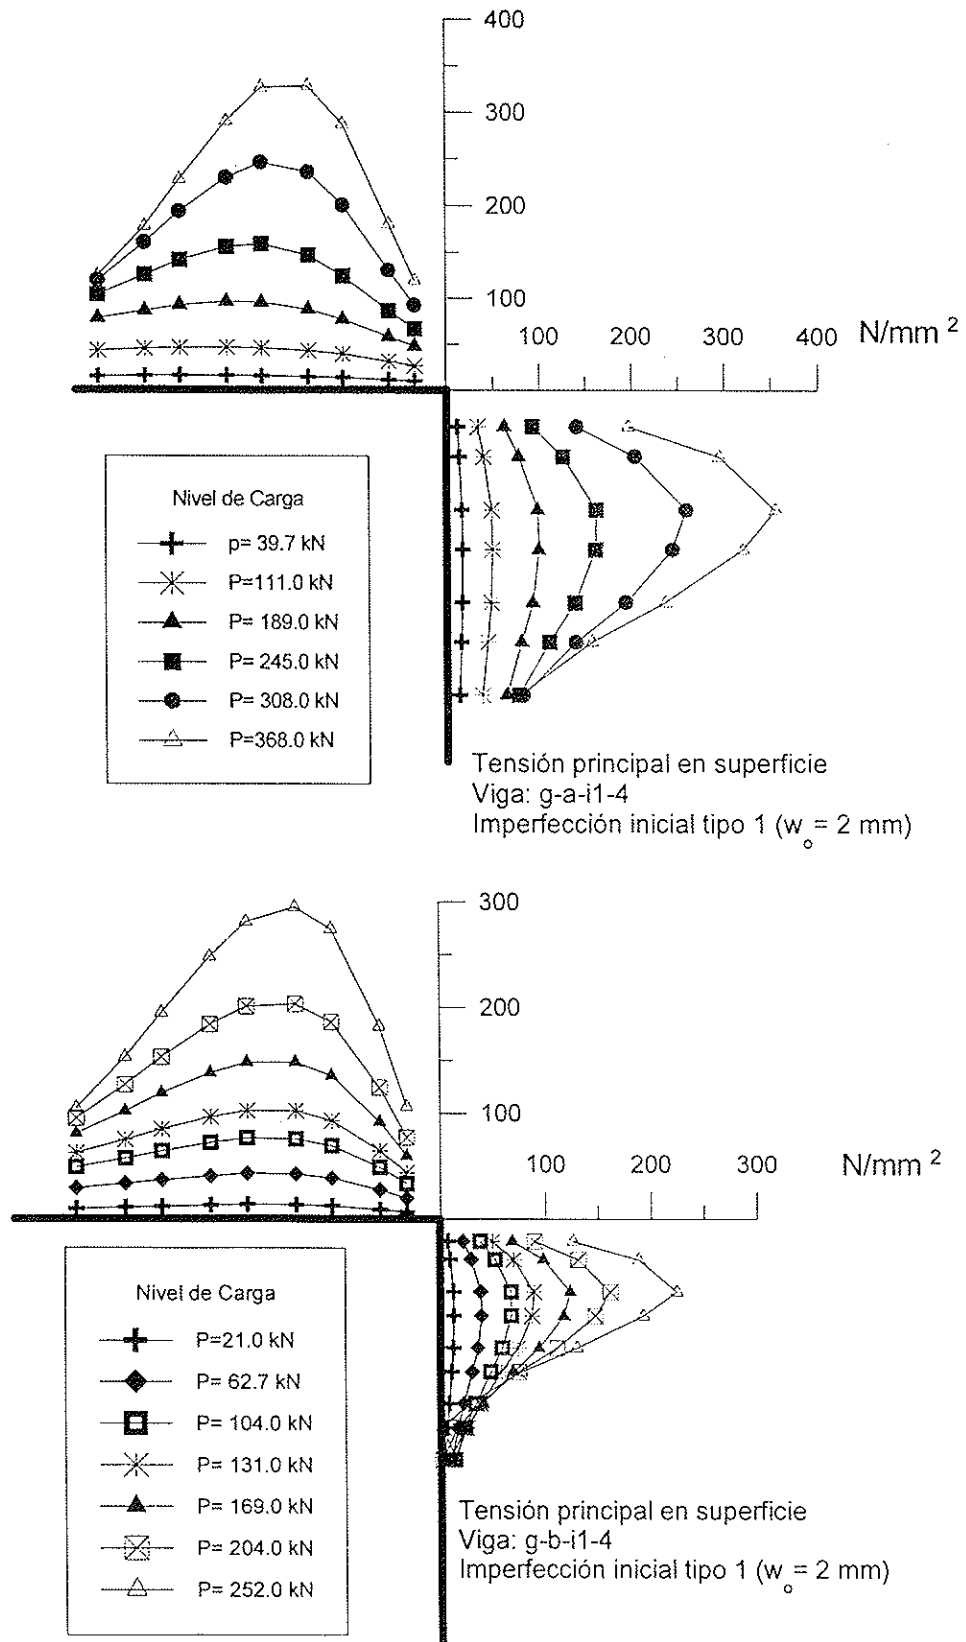 400
300
200
100
100 200 300 400 N/mm²
Nivel de Carga
p= 39.7 kN
P=111.0 kN
P= 189.0 kN
P= 245.0 kN
P= 308.0 kN
P=368.0 kN
Tensión principal en superficie
Viga: g-a-i1-4
Imperfección inicial tipo 1 (wo= 2 mm)
300
200
100
100 200 300 N/mm²
Nivel de Carga
P=21.0 kN
P= 62.7 kN
P= 104.0 kN
P= 131.0 kN
P= 169.0 kN
P= 204.0 kN
P= 252.0 kN
Tensión principal en superficie
Viga: g-b-i1-4
Imperfección inicial tipo 1 (wo= 2 mm)